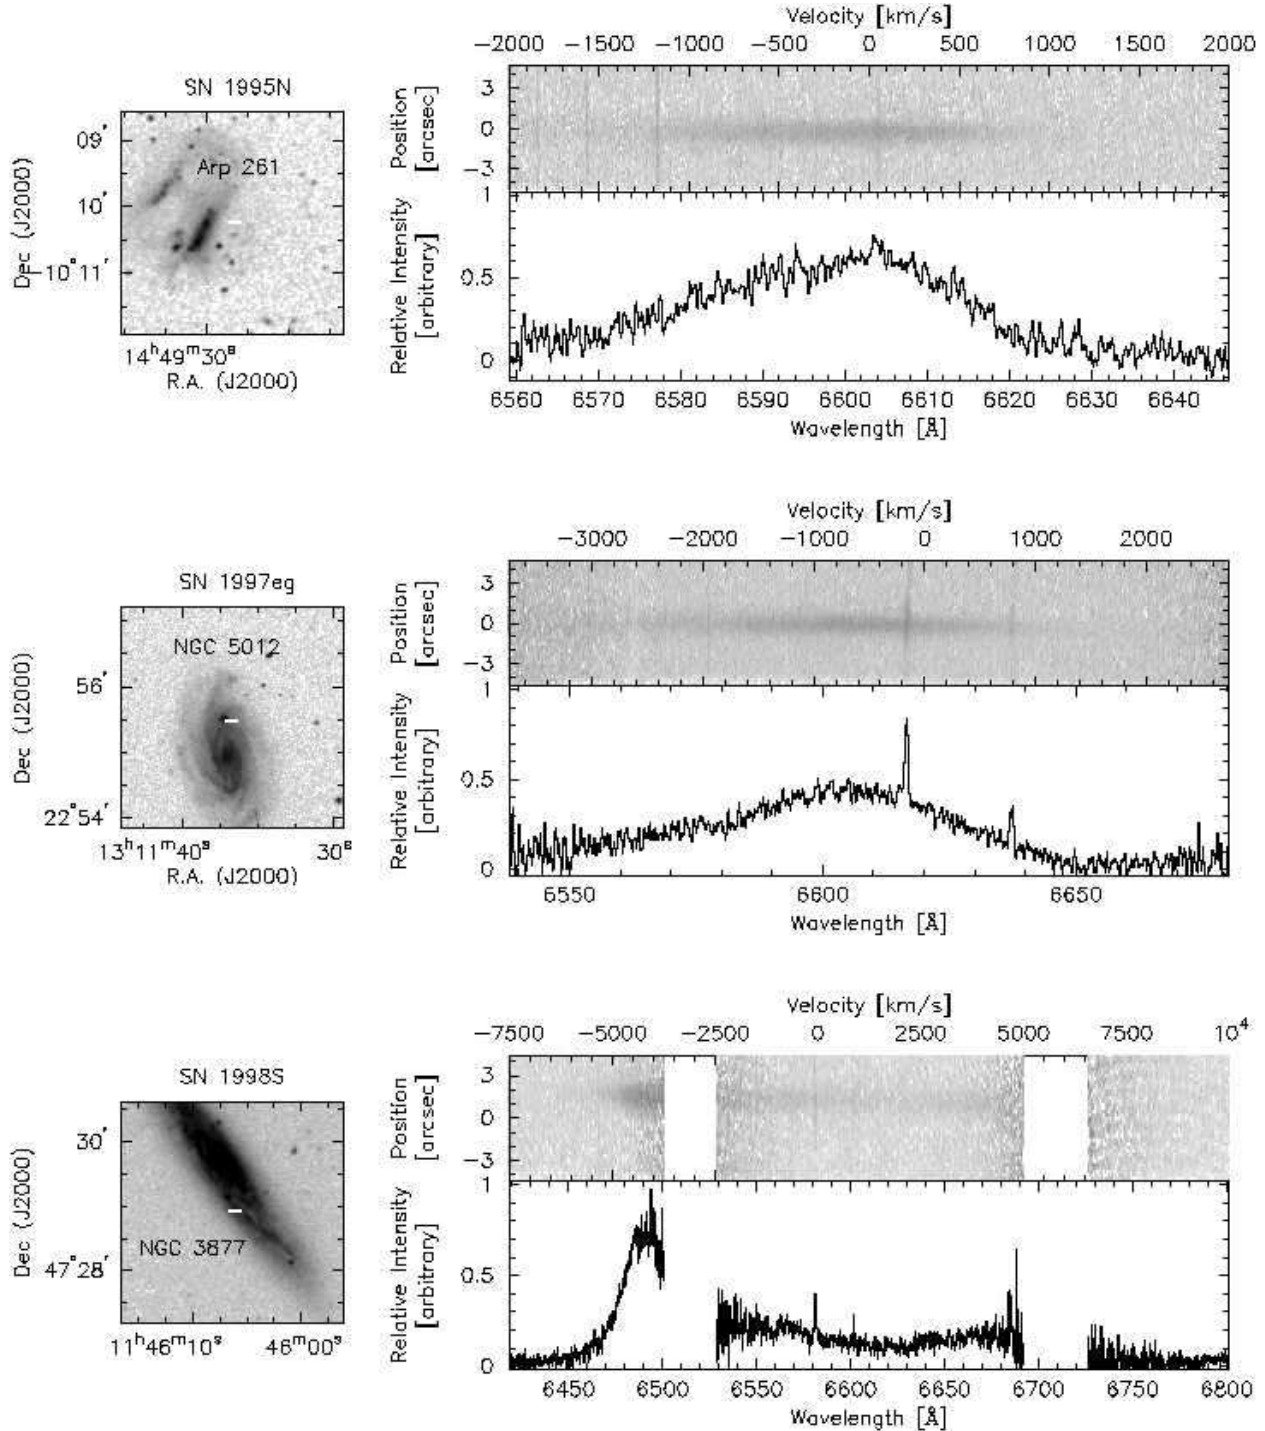 Velocity [km/s]
−2000 −1500 −1000 −500 0 500 1000 1500 2000
SN 1995N
Arp 261
Dec (J2000)
09′
10′
−10°11′
14ʰ49ᵐ30ˢ
R.A. (J2000)
Position
[arcsec]
3
0
−3
Relative Intensity
[arbitrary]
1
0.5
0
6560 6570 6580 6590 6600 6610 6620 6630 6640
Wavelength [Å]
Velocity [km/s]
−3000 −2000 −1000 0 1000 2000
SN 1997eg
NGC 5012
Dec (J2000)
56′
22°54′
13ʰ11ᵐ40ˢ 30ˢ
R.A. (J2000)
Position
[arcsec]
3
0
−3
Relative Intensity
[arbitrary]
1
0.5
0
6550 6600 6650
Wavelength [Å]
Velocity [km/s]
−7500 −5000 −2500 0 2500 5000 7500 10⁴
SN 1998S
NGC 3877
Dec (J2000)
30′
47°28′
11ʰ46ᵐ10ˢ 46ᵐ00ˢ
Position
[arcsec]
3
0
−3
Relative Intensity
[arbitrary]
1
0.5
0
6450 6500 6550 6600 6650 6700 6750 6800
Wavelength [Å]